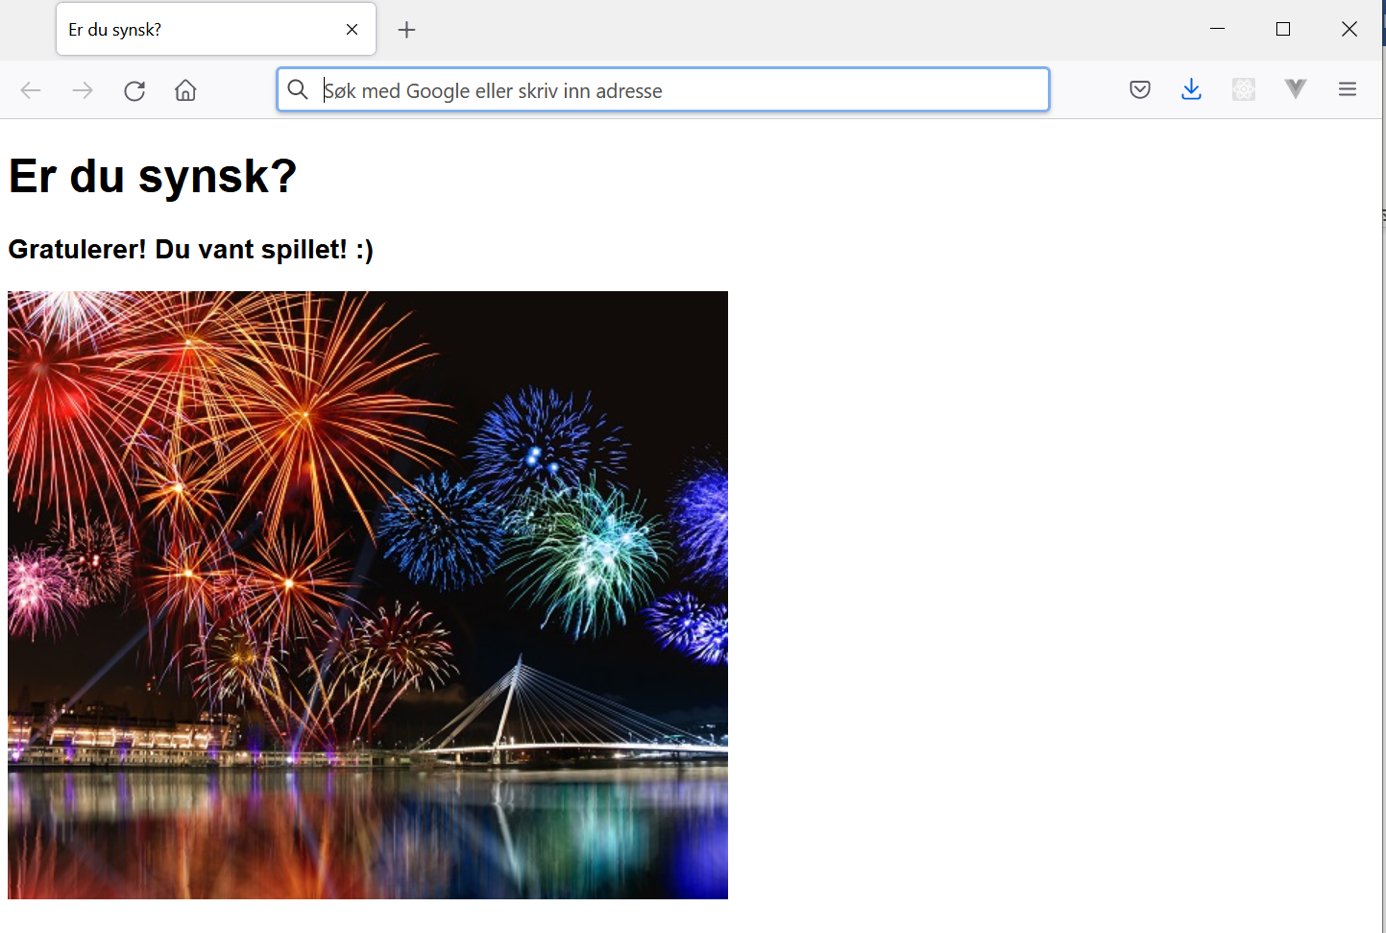 Er du synsk?
Søk med Google eller skriv inn adresse
Er du synsk?
Gratulerer! Du vant spillet! :)